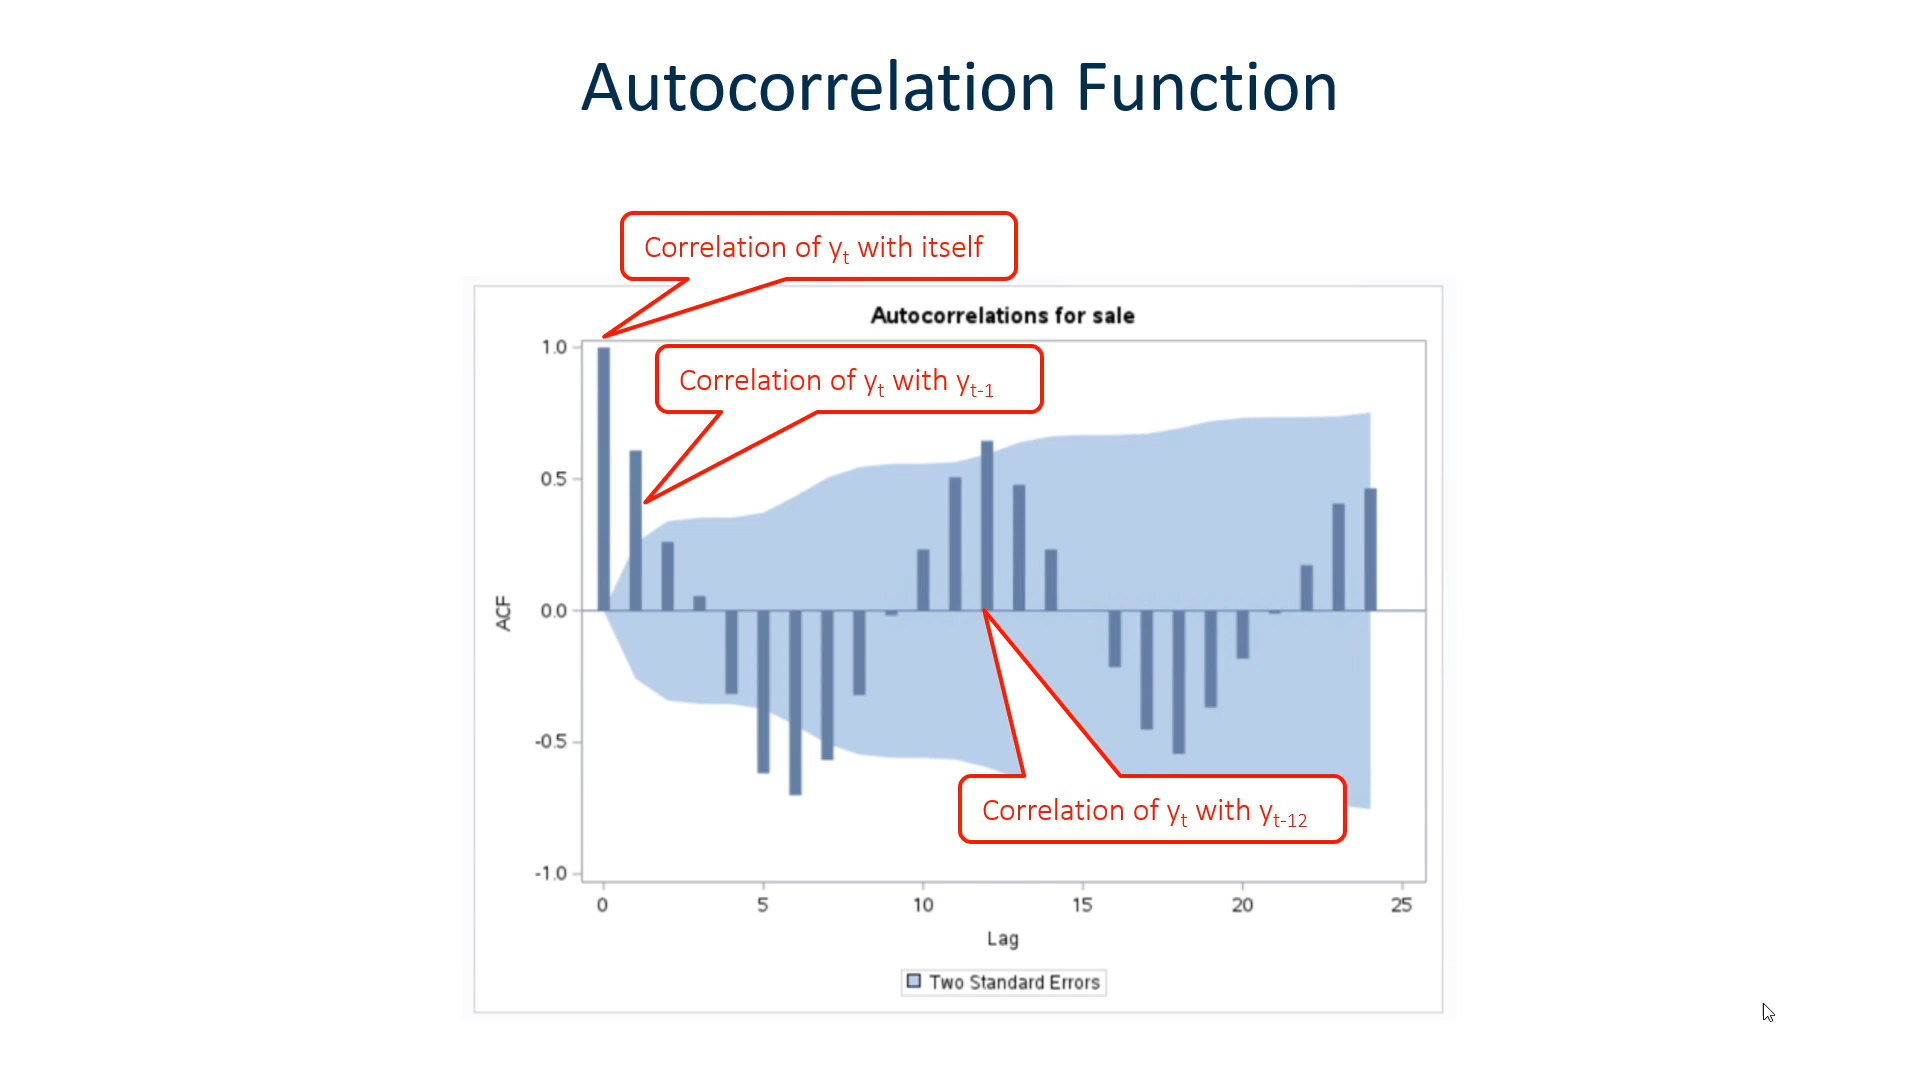 Autocorrelation Function
Correlation of yt with itself
Autocorrelations for sale
Correlation of yt with yt-1
Correlation of yt with yt-12
1.0
0.5
0.0
-0.5
-1.0
ACF
0 5 10 15 20 25
Lag
Two Standard Errors